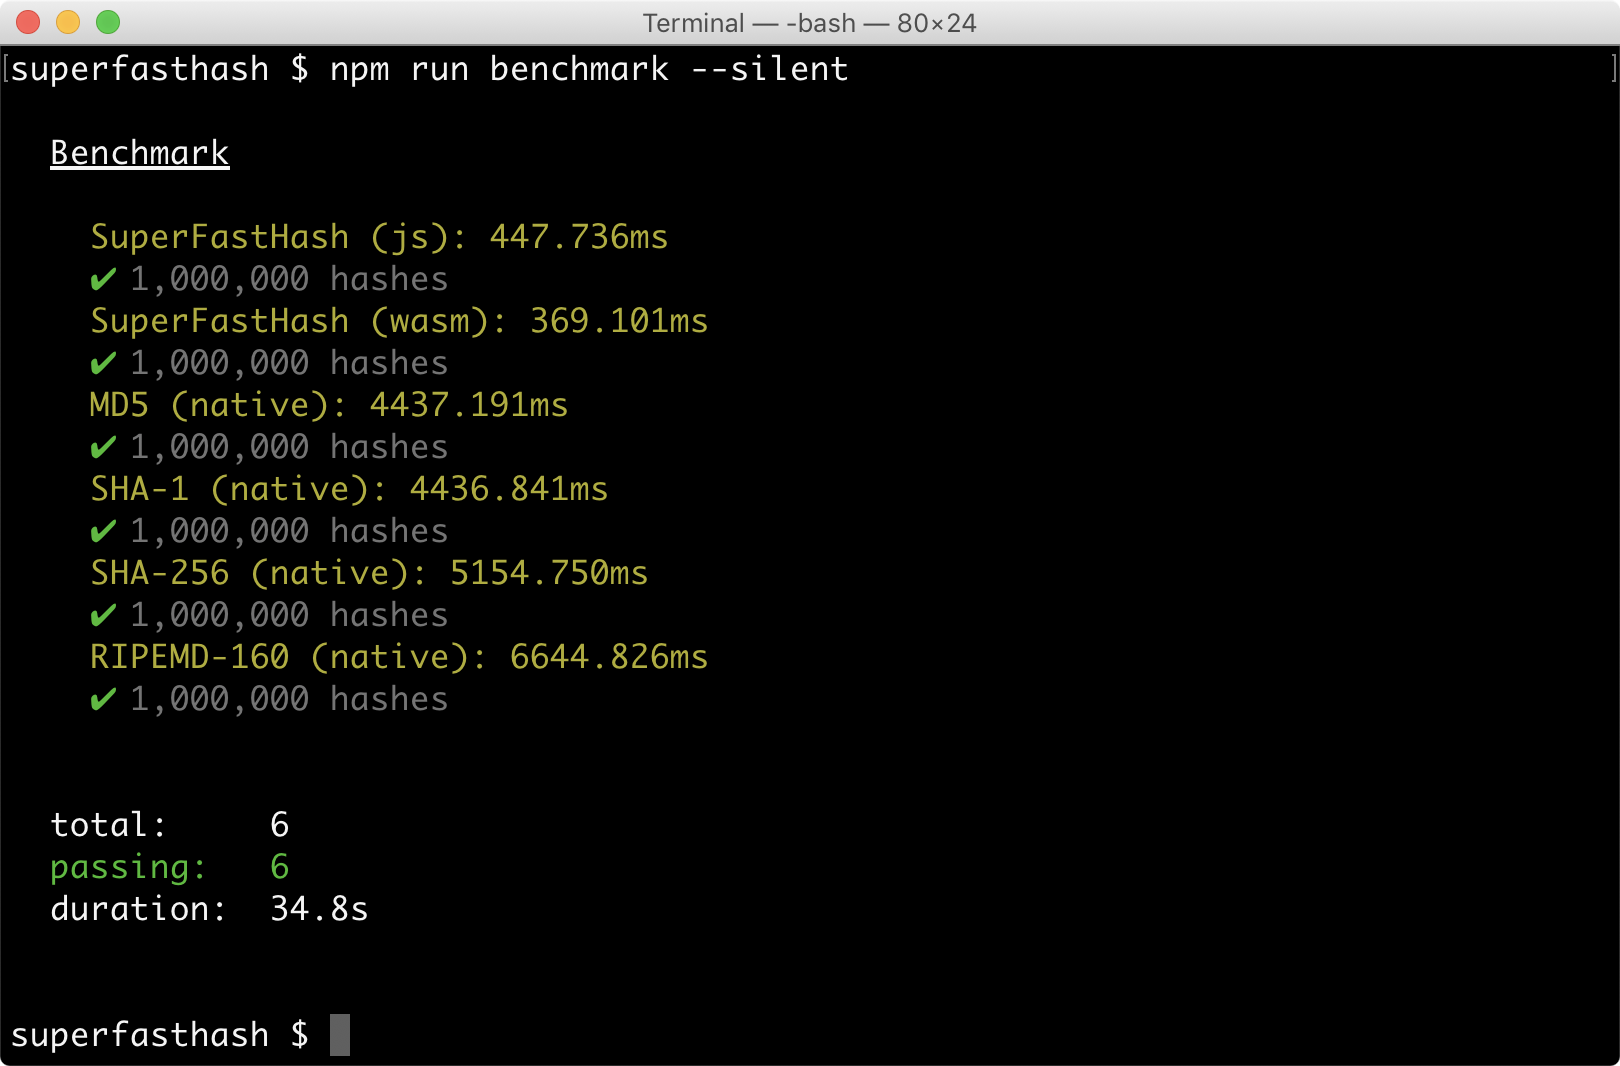 Terminal — -bash — 80×24
[superfasthash $ npm run benchmark --silent ]
Benchmark
SuperFastHash (js): 447.736ms
✔ 1,000,000 hashes
SuperFastHash (wasm): 369.101ms
✔ 1,000,000 hashes
MD5 (native): 4437.191ms
✔ 1,000,000 hashes
SHA-1 (native): 4436.841ms
✔ 1,000,000 hashes
SHA-256 (native): 5154.750ms
✔ 1,000,000 hashes
RIPEMD-160 (native): 6644.826ms
✔ 1,000,000 hashes
total: 6
passing: 6
duration: 34.8s
superfasthash $